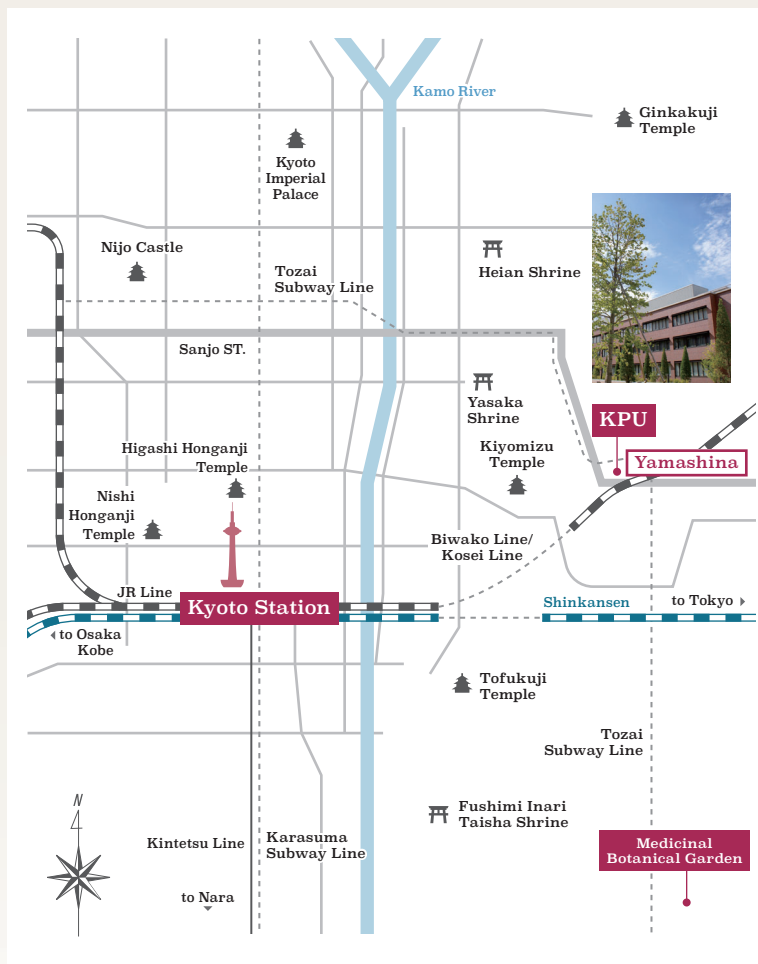 Kamo River
Ginkakuji
Temple
Kyoto
Imperial
Palace
Nijo Castle
Heian Shrine
Tozai
Subway Line
Sanjo ST.
Yasaka
Shrine
KPU
Kiyomizu
Temple
Yamashina
Higashi Honganji
Temple
Nishi
Honganji
Temple
Biwako Line/
Kosei Line
JR Line
Kyoto Station
Shinkansen
to Tokyo
to Osaka
Kobe
Tofukuji
Temple
Tozai
Subway Line
Fushimi Inari
Taisha Shrine
N
Kintetsu Line
Karasuma
Subway Line
Medicinal
Botanical Garden
to Nara